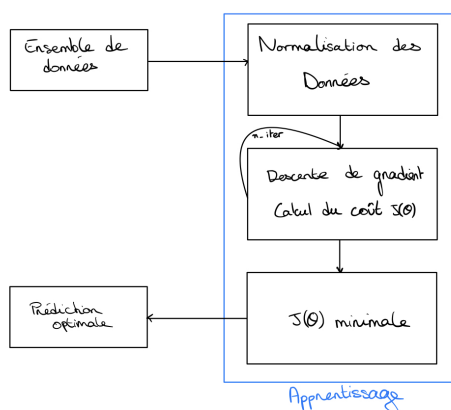 Ensemble de
données
Normalisation des
Données
n_iter
Descente de gradient
Calcul du coût J(Θ)
J(Θ) minimale
Prédiction
optimale
Apprentissage